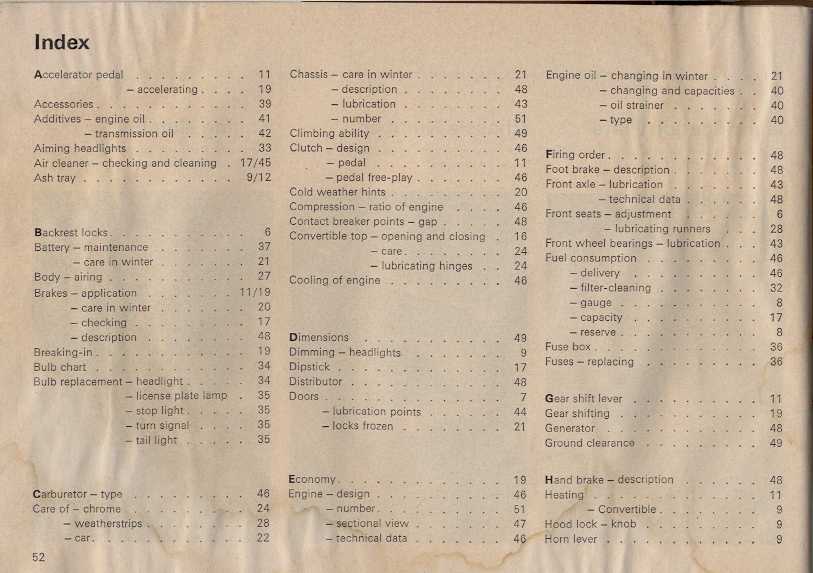 Index
Accelerator pedal . . . . . . . . . 11
– accelerating . . . . 19
Accessories . . . . . . . . . . . 39
Additives – engine oil . . . . . . . 41
– transmission oil . . . . . 42
Aiming headlights . . . . . . . . . 33
Air cleaner – checking and cleaning . 17/45
Ash tray . . . . . . . . . . . . 9/12
Backrest locks . . . . . . . . . . 6
Battery – maintenance . . . . . . . 37
– care in winter . . . . . . 21
Body – airing . . . . . . . . . . 27
Brakes – application . . . . . . . 11/19
– care in winter . . . . . . 20
– checking . . . . . . . . 17
– description . . . . . . . 48
Breaking-in . . . . . . . . . . . 19
Bulb chart . . . . . . . . . . . 34
Bulb replacement – headlight . . . . . 34
– license plate lamp . 35
– stop light . . . . . 35
– turn signal . . . . 35
– tail light . . . . . 35
Carburetor – type . . . . . . . . . 46
Care of – chrome . . . . . . . . . 24
– weatherstrips . . . . . . . 28
– car . . . . . . . . . . . 22
52
Chassis – care in winter . . . . . . . 21
– description . . . . . . . . 48
– lubrication . . . . . . . . 43
– number . . . . . . . . . 51
Climbing ability . . . . . . . . . . 49
Clutch – design . . . . . . . . . . 46
– pedal . . . . . . . . . . 11
– pedal free-play . . . . . . . 46
Cold weather hints . . . . . . . . . 20
Compression – ratio of engine . . . . 46
Contact breaker points – gap . . . . . 48
Convertible top – opening and closing . 16
– care . . . . . . . 24
– lubricating hinges . . 24
Cooling of engine . . . . . . . . . 46
Dimensions . . . . . . . . . . . 49
Dimming – headlights . . . . . . . . 9
Dipstick . . . . . . . . . . . . 17
Distributor . . . . . . . . . . . 48
Doors . . . . . . . . . . . . . 7
– lubrication points . . . . . . . 44
– locks frozen . . . . . . . . 21
Economy . . . . . . . . . . . . 19
Engine – design . . . . . . . . . . 46
– number . . . . . . . . . . 51
– sectional view . . . . . . . 47
– technical data . . . . . . . 46
Engine oil – changing in winter . . . . 21
– changing and capacities . . 40
– oil strainer . . . . . . . 40
– type . . . . . . . . . 40
Firing order . . . . . . . . . . . 48
Foot brake – description . . . . . . . 48
Front axle – lubrication . . . . . . . 43
– technical data . . . . . . 48
Front seats – adjustment . . . . . . 6
– lubricating runners . . . 28
Front wheel bearings – lubrication . . . 43
Fuel consumption . . . . . . . . . 46
– delivery . . . . . . . . . . 46
– filter-cleaning . . . . . . . . 32
– gauge . . . . . . . . . . 8
– capacity . . . . . . . . . . 17
– reserve . . . . . . . . . . 8
Fuse box . . . . . . . . . . . . 36
Fuses – replacing . . . . . . . . . 36
Gear shift lever . . . . . . . . . . 11
Gear shifting . . . . . . . . . . . 19
Generator . . . . . . . . . . . . 48
Ground clearance . . . . . . . . . 49
Hand brake – description . . . . . . 48
Heating . . . . . . . . . . . . . 11
– Convertible . . . . . . . . 9
Hood lock – knob . . . . . . . . . 9
Horn lever . . . . . . . . . . . . 9